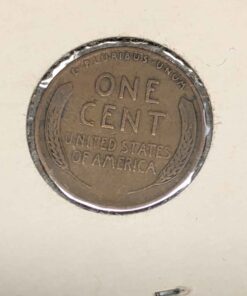 E·PLURIBUS·UNUM
ONE
CENT
UNITED STATES
OF AMERICA